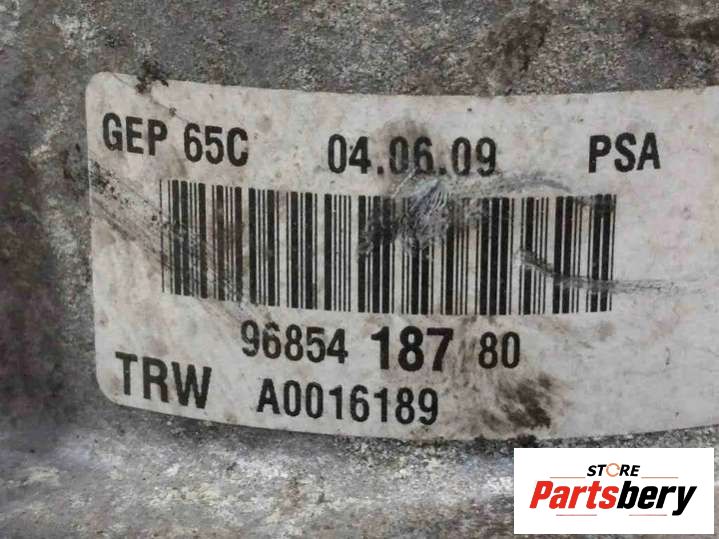 GEP 65C 04.06.09 PSA
96854 187 80
TRW A0016189
STORE
Partsbery